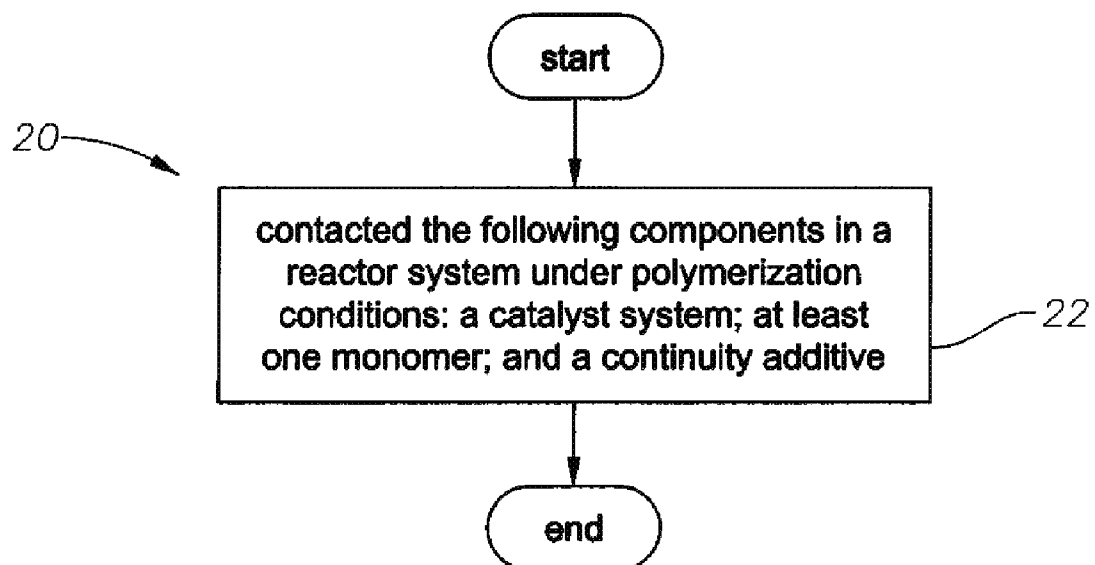 start
20
contacted the following components in a
reactor system under polymerization
conditions: a catalyst system; at least
one monomer; and a continuity additive
22
end